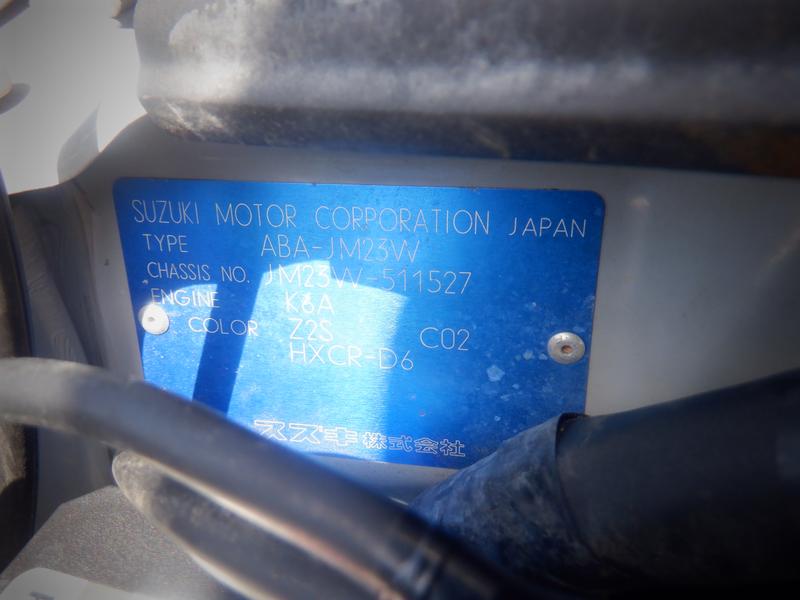 SUZUKI MOTOR CORPORATION JAPAN
TYPE ABA-JM23W
CHASSIS NO. JM23W-511527
ENGINE K6A
COLOR Z2S C02
HXCR-D6
スズキ株式会社